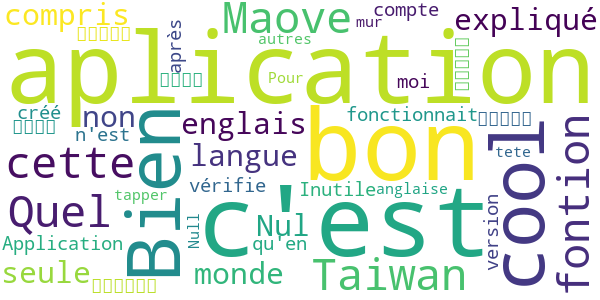 compris
Maove
compte
expliqué
mur
après
autres
aplication
Pour
moi
créé
non
n'est
englais
fonctionnait
bon
cool
fontion
cette
langue
tete
Bien
vérifie
Inutile
anglaise
Quel
c'est
version
tapper
Null
Nul
Application
qu'en
seule
monde
Taiwan